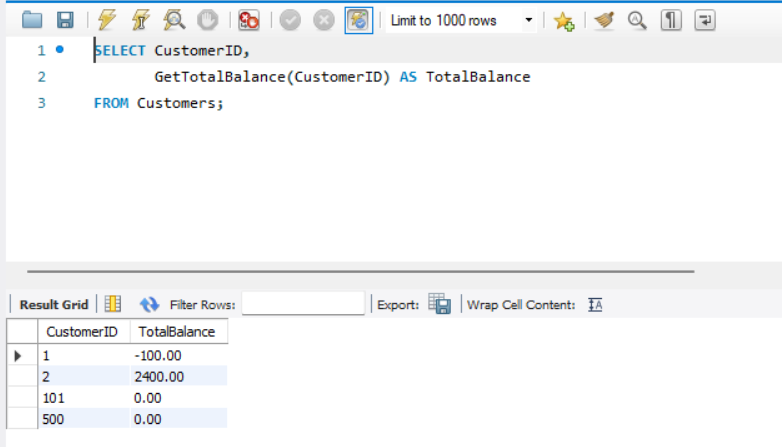 Limit to 1000 rows
1 SELECT CustomerID,
2 GetTotalBalance(CustomerID) AS TotalBalance
3 FROM Customers;
Result Grid Filter Rows: Export: Wrap Cell Content:
CustomerID TotalBalance
1 -100.00
2 2400.00
101 0.00
500 0.00